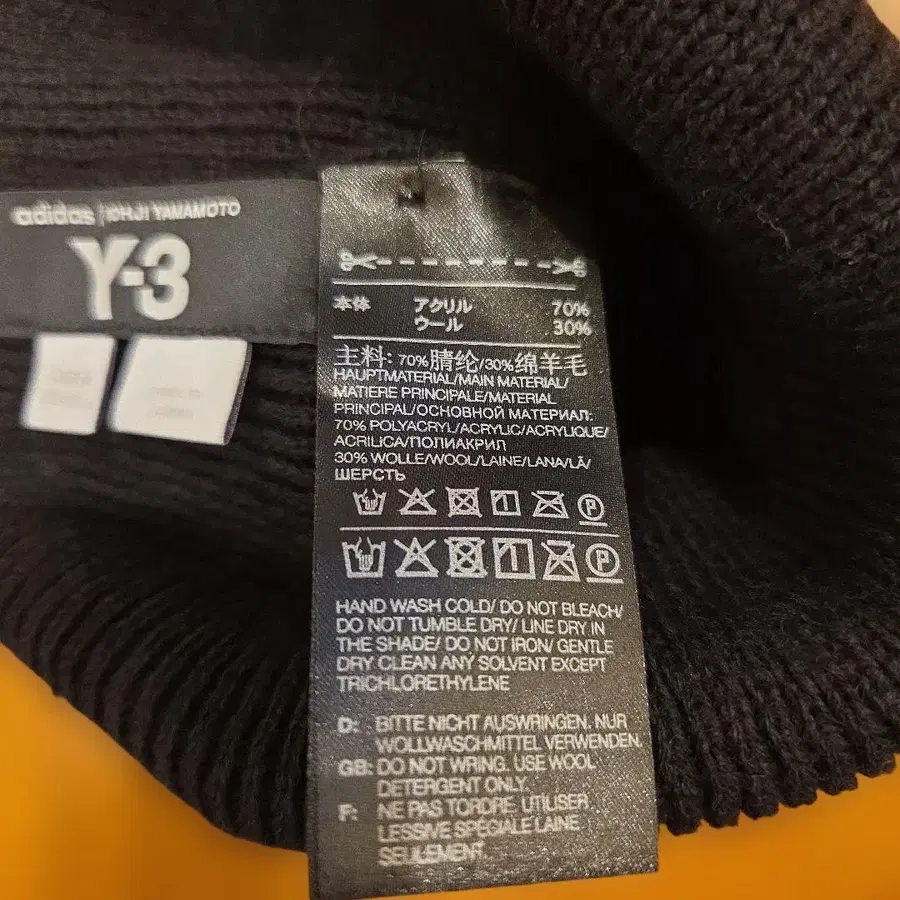 adidas | YOHJI YAMAMOTO
Y-3
本体 アクリル 70%
ウール 30%
主料: 70%腈纶/30%绵羊毛
HAUPTMATERIAL/MAIN MATERIAL/
MATIERE PRINCIPALE/MATERIAL
PRINCIPAL/ОСНОВНОЙ МАТЕРИАЛ:
70% POLYACRYL/ACRYLIC/ACRYLIQUE/
ACRILICA/ПОЛИАКРИЛ
30% WOLLE/WOOL/LAINE/LANA/LÃ/
ШЕРСТЬ
HAND WASH COLD/ DO NOT BLEACH/
DO NOT TUMBLE DRY/ LINE DRY IN
THE SHADE/ DO NOT IRON/ GENTLE
DRY CLEAN ANY SOLVENT EXCEPT
TRICHLORETHYLENE
D: BITTE NICHT AUSWRINGEN. NUR
WOLLWASCHMITTEL VERWENDEN.
GB: DO NOT WRING. USE WOOL
DETERGENT ONLY.
F: NE PAS TORDRE. UTILISER
LESSIVE SPECIALE LAINE
SEULEMENT.